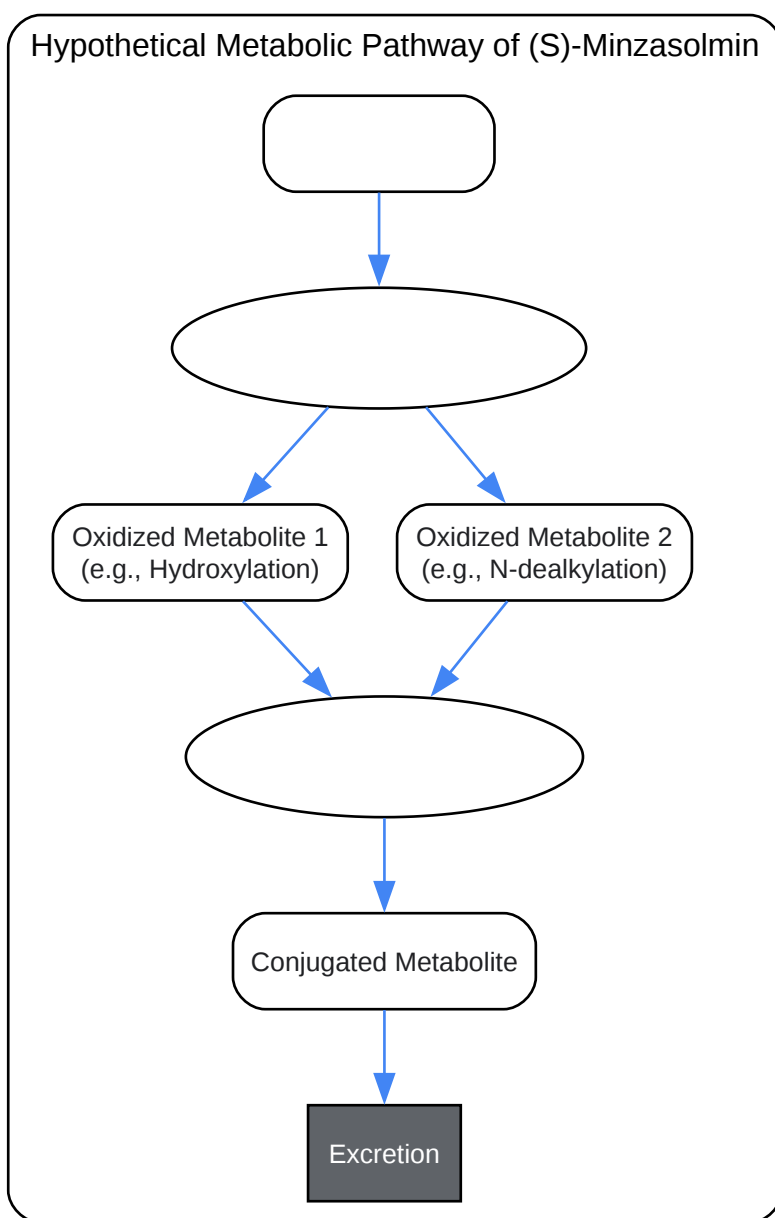 Hypothetical Metabolic Pathway of (S)-Minzasolmin
Oxidized Metabolite 1
(e.g., Hydroxylation)
Oxidized Metabolite 2
(e.g., N-dealkylation)
Conjugated Metabolite
Excretion